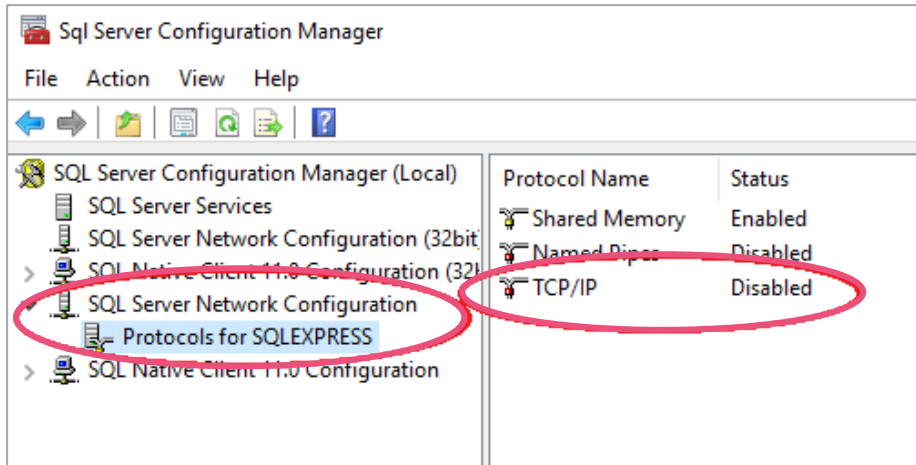 Sql Server Configuration Manager
File Action View Help
SQL Server Configuration Manager (Local)
SQL Server Services
SQL Server Network Configuration (32bit
SQL Native Client 11.0 Configuration (32
SQL Server Network Configuration
Protocols for SQLEXPRESS
SQL Native Client 11.0 Configuration
Protocol Name Status
Shared Memory Enabled
Named Pipes Disabled
TCP/IP Disabled